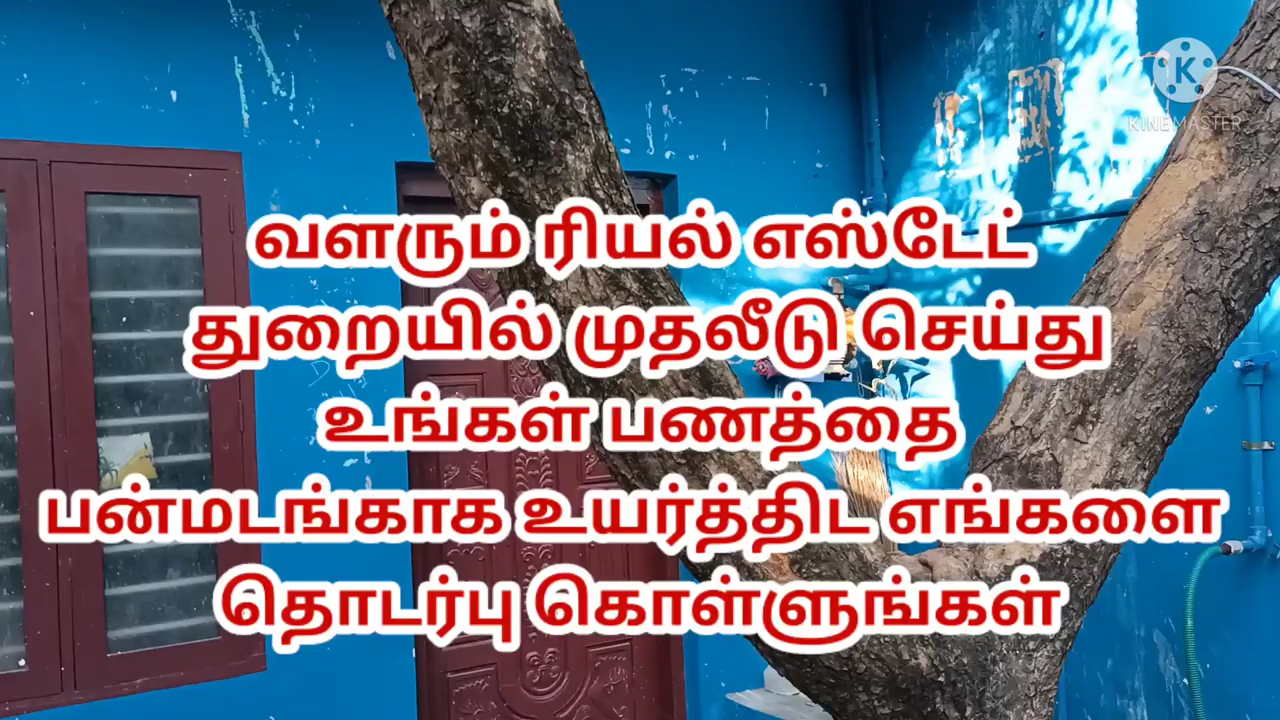 K
KINEMASTER
வளரும் ரியல் எஸ்டேட்
துறையில் முதலீடு செய்து
உங்கள் பணத்தை
பன்மடங்காக உயர்த்திட எங்களை
தொடர்பு கொள்ளுங்கள்